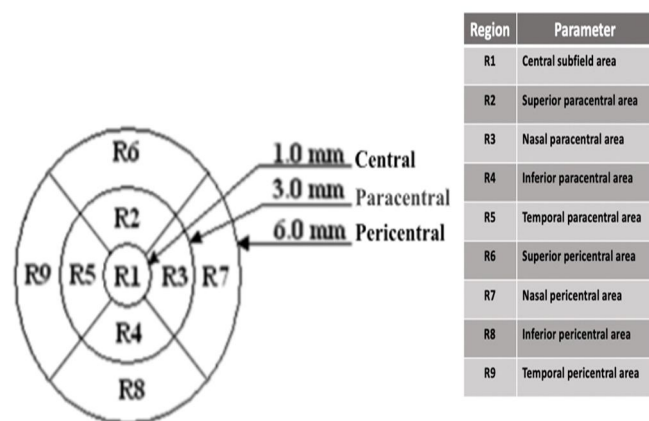 R6
1.0 mm Central
R2
3.0 mm Paracentral
6.0 mm Pericentral
R9 R5 R1 R3 R7
R4
R8
Region Parameter
R1 Central subfield area
R2 Superior paracentral area
R3 Nasal paracentral area
R4 Inferior paracentral area
R5 Temporal paracentral area
R6 Superior pericentral area
R7 Nasal pericentral area
R8 Inferior pericentral area
R9 Temporal pericentral area